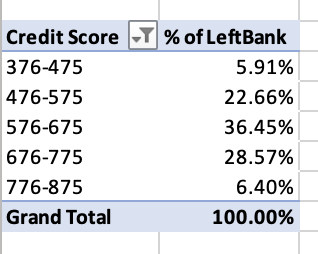 Credit Score % of LeftBank
376-475 5.91%
476-575 22.66%
576-675 36.45%
676-775 28.57%
776-875 6.40%
Grand Total 100.00%